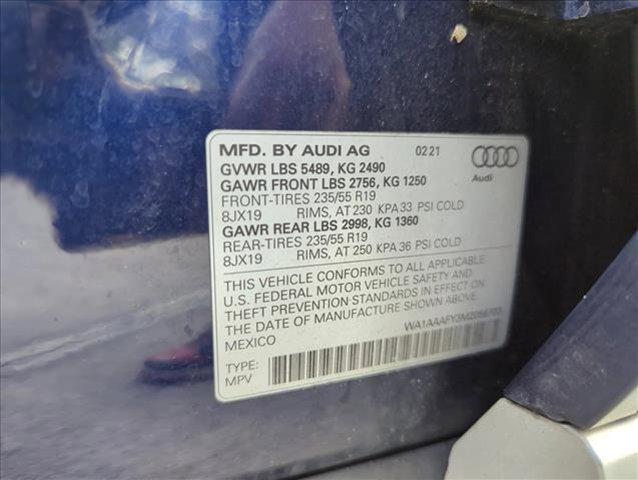 MFD. BY AUDI AG 02 21
GVWR LBS 5489, KG 2490
GAWR FRONT LBS 2756, KG 1250
FRONT-TIRES 235/55 R19
8JX19 RIMS, AT 230 KPA 33 PSI COLD
GAWR REAR LBS 2998, KG 1360
REAR-TIRES 235/55 R19
8JX19 RIMS, AT 250 KPA 36 PSI COLD
Audi
THIS VEHICLE CONFORMS TO ALL APPLICABLE
U.S. FEDERAL MOTOR VEHICLE SAFETY AND
THEFT PREVENTION STANDARDS IN EFFECT ON
THE DATE OF MANUFACTURE SHOWN ABOVE.
MEXICO
TYPE:
MPV